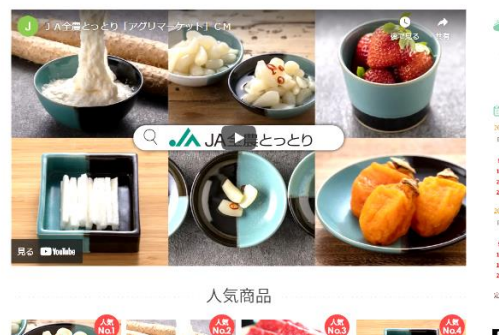 J JA全農とっとり［アグリマーケット］CM
後で見る 共有
JA全農とっとり
見る YouTube
人気商品
人気 No.1
人気 No.2
人気 No.3
人気 No.4